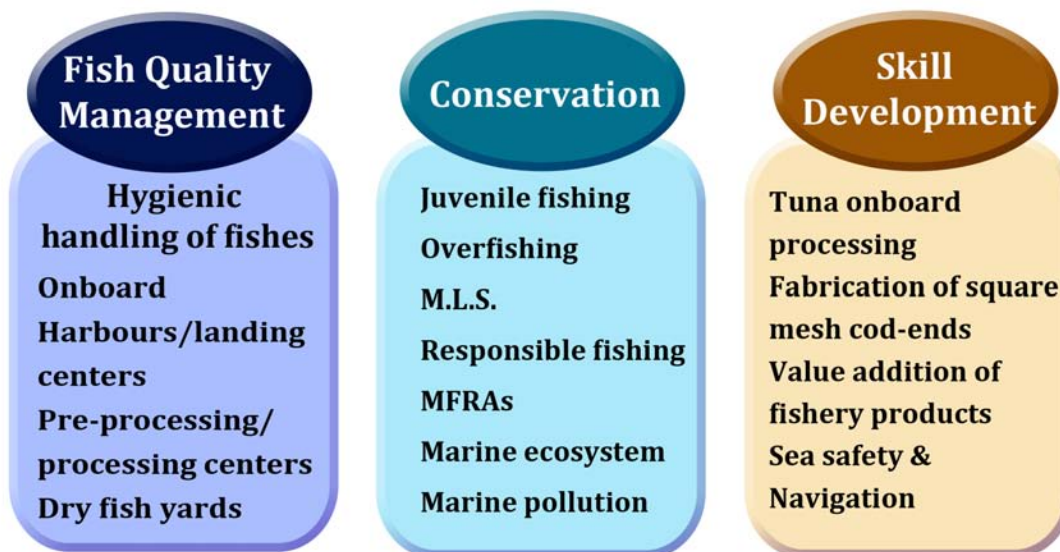 Fish Quality
Management
Hygienic
handling of fishes
Onboard
Harbours/landing
centers
Pre-processing/
processing centers
Dry fish yards
Conservation
Juvenile fishing
Overfishing
M.L.S.
Responsible fishing
MFRAs
Marine ecosystem
Marine pollution
Skill
Development
Tuna onboard
processing
Fabrication of square
mesh cod-ends
Value addition of
fishery products
Sea safety &
Navigation